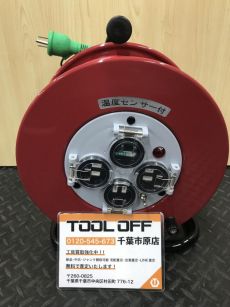 温度センサー付
TOOL OFF
0120-545-673 千葉市原店
工具買取強化中!!
無料で査定いたします!
〒260-0825
千葉県千葉市中央区村田町 776-12